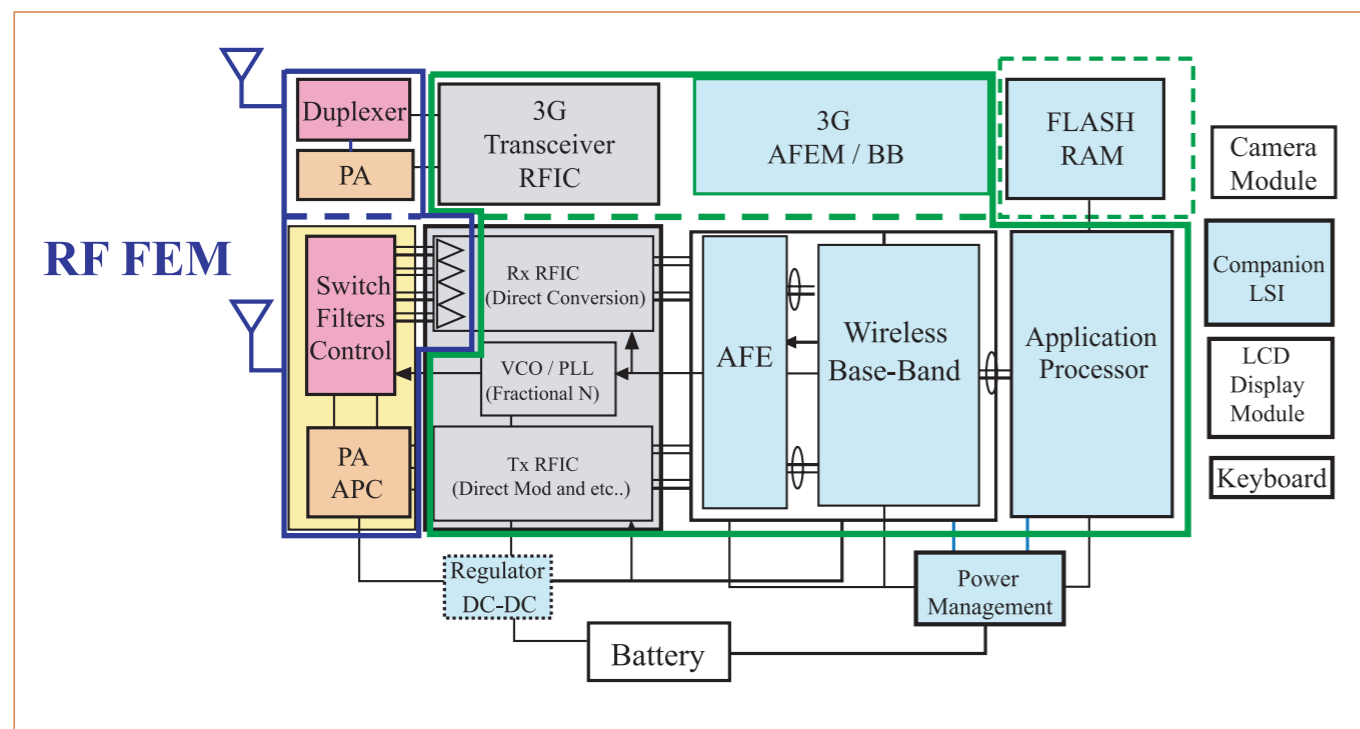 Duplexer
PA
3G
Transceiver
RFIC
3G
AFEM / BB
FLASH
RAM
Camera
Module
RF FEM
Switch
Filters
Control
Rx RFIC
(Direct Conversion)
VCO / PLL
(Fractional N)
AFE
Wireless
Base-Band
Application
Processor
Companion
LSI
LCD
Display
Module
PA
APC
Tx RFIC
(Direct Mod and etc..)
Keyboard
Regulator
DC-DC
Power
Management
Battery